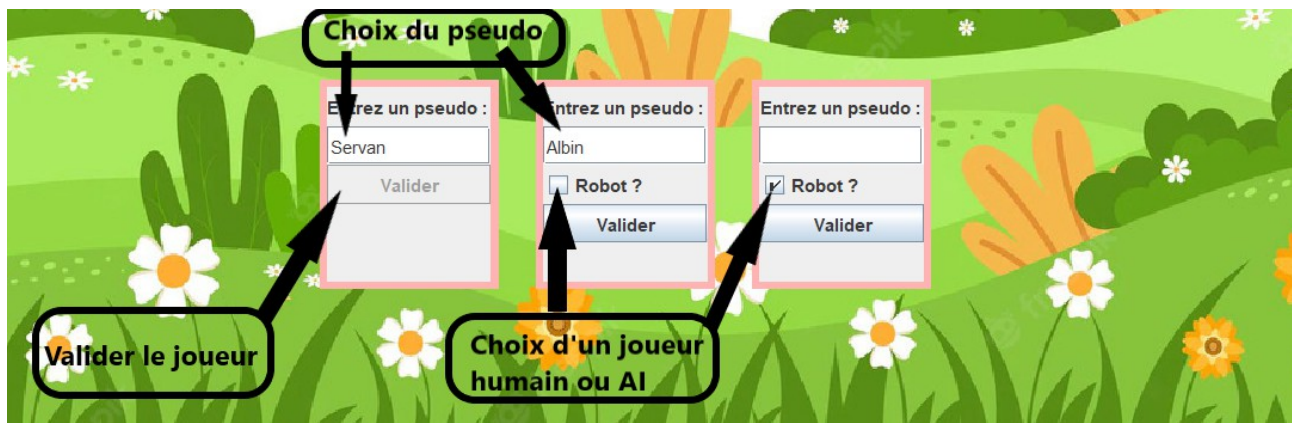 Choix du pseudo
Entrez un pseudo :
Servan
Valider
Entrez un pseudo :
Albin
Robot ?
Valider
Entrez un pseudo :
Robot ?
Valider
Valider le joueur
Choix d'un joueur
humain ou AI